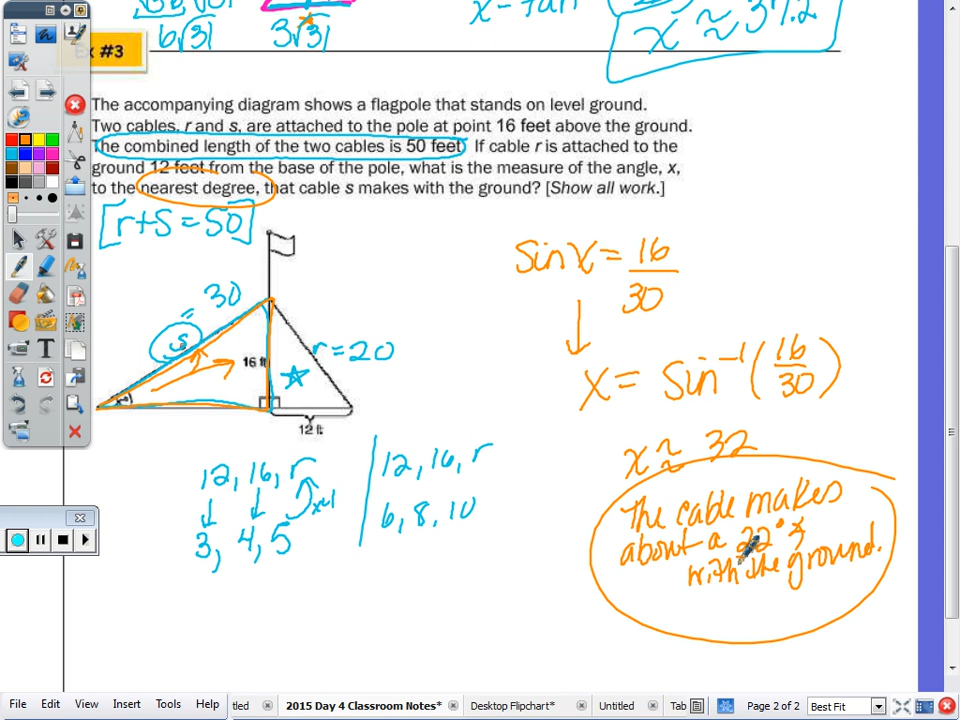 6√31
3√31
x = tan
x ≈ 37.2
Ex #3
The accompanying diagram shows a flagpole that stands on level ground.
Two cables, r and s, are attached to the pole at point 16 feet above the ground.
The combined length of the two cables is 50 feet. If cable r is attached to the
ground 12 feet from the base of the pole, what is the measure of the angle, x,
to the nearest degree, that cable s makes with the ground? [Show all work.]
[r+s=50]
sin x = 16/30
30
=
s
r = 20
16 ft
x
12 ft
x = sin⁻¹(16/30)
x ≈ 32
12, 16, r
3, 4, 5
x4
12, 16, r
6, 8, 10
The cable makes
about a 32° ∡
with the ground.
File Edit View Insert Tools Help
tled
2015 Day 4 Classroom Notes*
Desktop Flipchart*
Untitled
Tab
Page 2 of 2
Best Fit